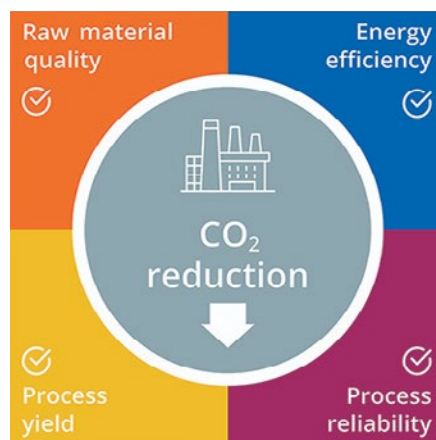 Raw material
quality
Energy
efficiency
CO₂
reduction
Process
yield
Process
reliability